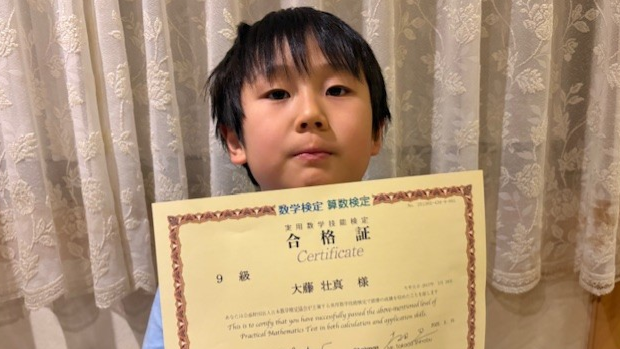 数学検定 算数検定
実用数学技能検定
合格証
Certificate
9 級
大藤 壮真 様
This is to certify that you have successfully passed the above-mentioned level of
Practical Mathematics Test in both calculation and application skills.